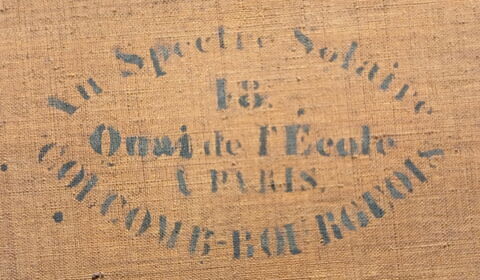 Au Spectre Solaire
18.
Quai de l'École
A PARIS.
COLCOMB-BOURGEOIS